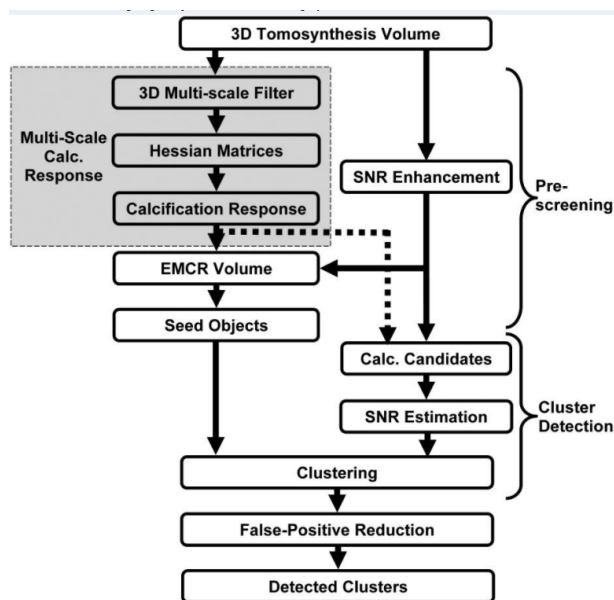 3D Tomosynthesis Volume
3D Multi-scale Filter
Multi-Scale
Calc.
Response
Hessian Matrices
Calcification Response
SNR Enhancement
Pre-
screening
EMCR Volume
Seed Objects
Calc. Candidates
SNR Estimation
Cluster
Detection
Clustering
False-Positive Reduction
Detected Clusters